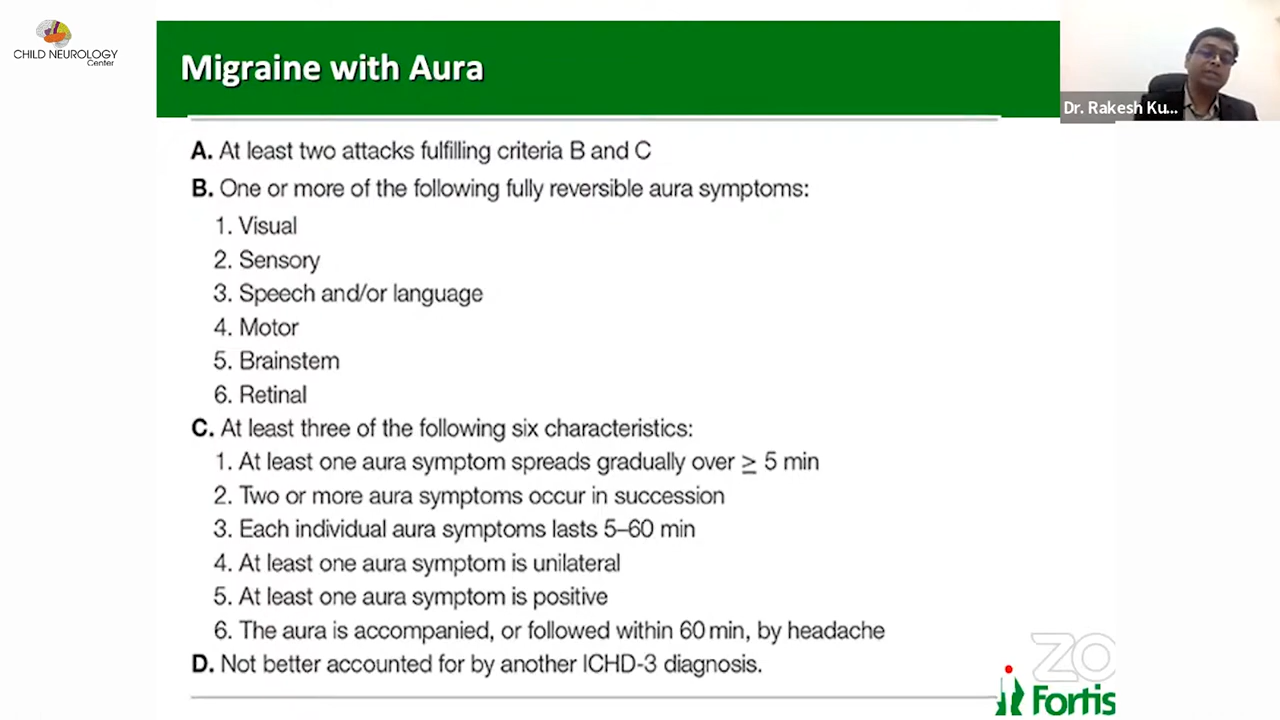 CHILD NEUROLOGY
Center
Migraine with Aura
Dr. Rakesh Ku...
A. At least two attacks fulfilling criteria B and C
B. One or more of the following fully reversible aura symptoms:
1. Visual
2. Sensory
3. Speech and/or language
4. Motor
5. Brainstem
6. Retinal
C. At least three of the following six characteristics:
1. At least one aura symptom spreads gradually over ≥ 5 min
2. Two or more aura symptoms occur in succession
3. Each individual aura symptoms lasts 5–60 min
4. At least one aura symptom is unilateral
5. At least one aura symptom is positive
6. The aura is accompanied, or followed within 60 min, by headache
D. Not better accounted for by another ICHD-3 diagnosis.
ZO
Fortis